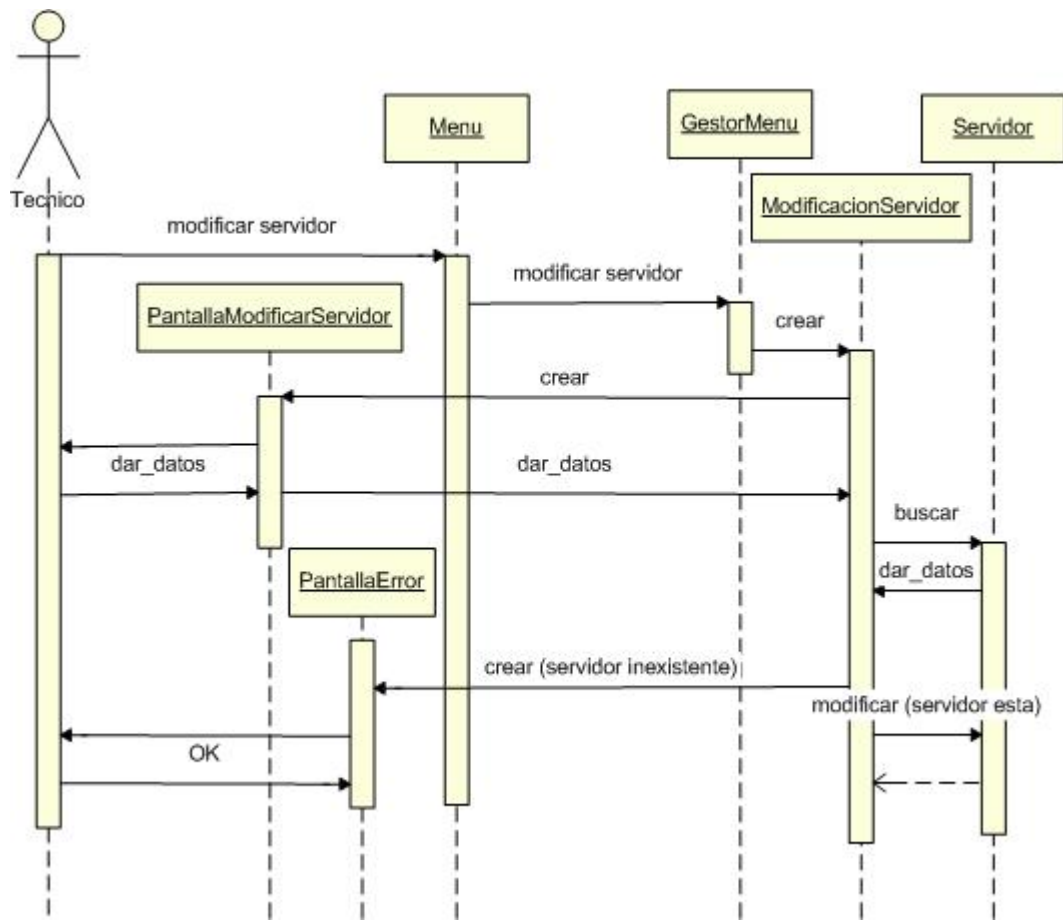 Tecnico
Menu
GestorMenu
Servidor
ModificacionServidor
modificar servidor
modificar servidor
PantallaModificarServidor
crear
crear
dar_datos
dar_datos
buscar
dar_datos
PantallaError
crear (servidor inexistente)
modificar (servidor esta)
OK